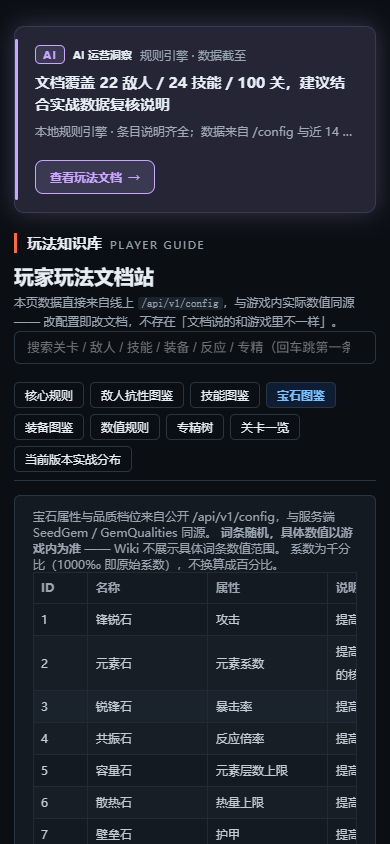 AI AI 运营洞察 规则引擎 · 数据截至
文档覆盖 22 敌人 / 24 技能 / 100 关，建议结
合实战数据复核说明
本地规则引擎 · 条目说明齐全；数据来自 /config 与近 14 ...
查看玩法文档 →
玩法知识库 PLAYER GUIDE
玩家玩法文档站
本页数据直接来自线上 /api/v1/config，与游戏内实际数值同源
—— 改配置即改文档，不存在「文档说的和游戏里不一样」。
搜索关卡 / 敌人 / 技能 / 装备 / 反应 / 专精（回车跳第一条
核心规则 敌人抗性图鉴 技能图鉴 宝石图鉴
装备图鉴 数值规则 专精树 关卡一览
当前版本实战分布
宝石属性与品质档位来自公开 /api/v1/config，与服务端
SeedGem / GemQualities 同源。 词条随机，具体数值以游
戏内为准 —— Wiki 不展示具体词条数值范围。 系数为千分
比（1000‰ 即原始系数），不换算成百分比。
ID 名称 属性 说明
1 锋锐石 攻击 提高
2 元素石 元素系数 提高
的核
3 锐锋石 暴击率 提高
4 共振石 反应倍率 提高
5 容量石 元素层数上限 提高
6 散热石 热量上限 提高
7 壁垒石 护甲 提高